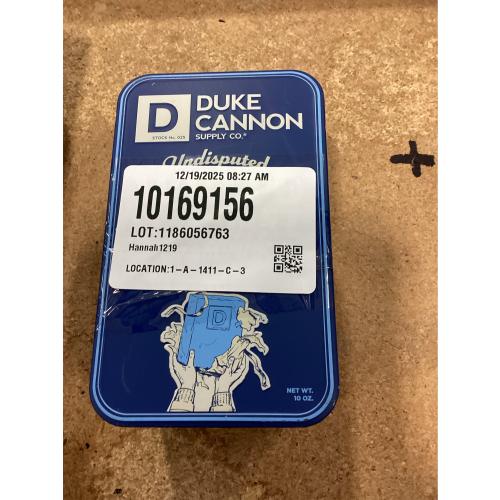 D
STOCK No. 025
DUKE
CANNON
SUPPLY CO.®
Undisputed
12/19/2025 08:27 AM
10169156
LOT:1186056763
Hannah1219
LOCATION:1-A-1411-C-3
D
NET WT.
10 OZ.